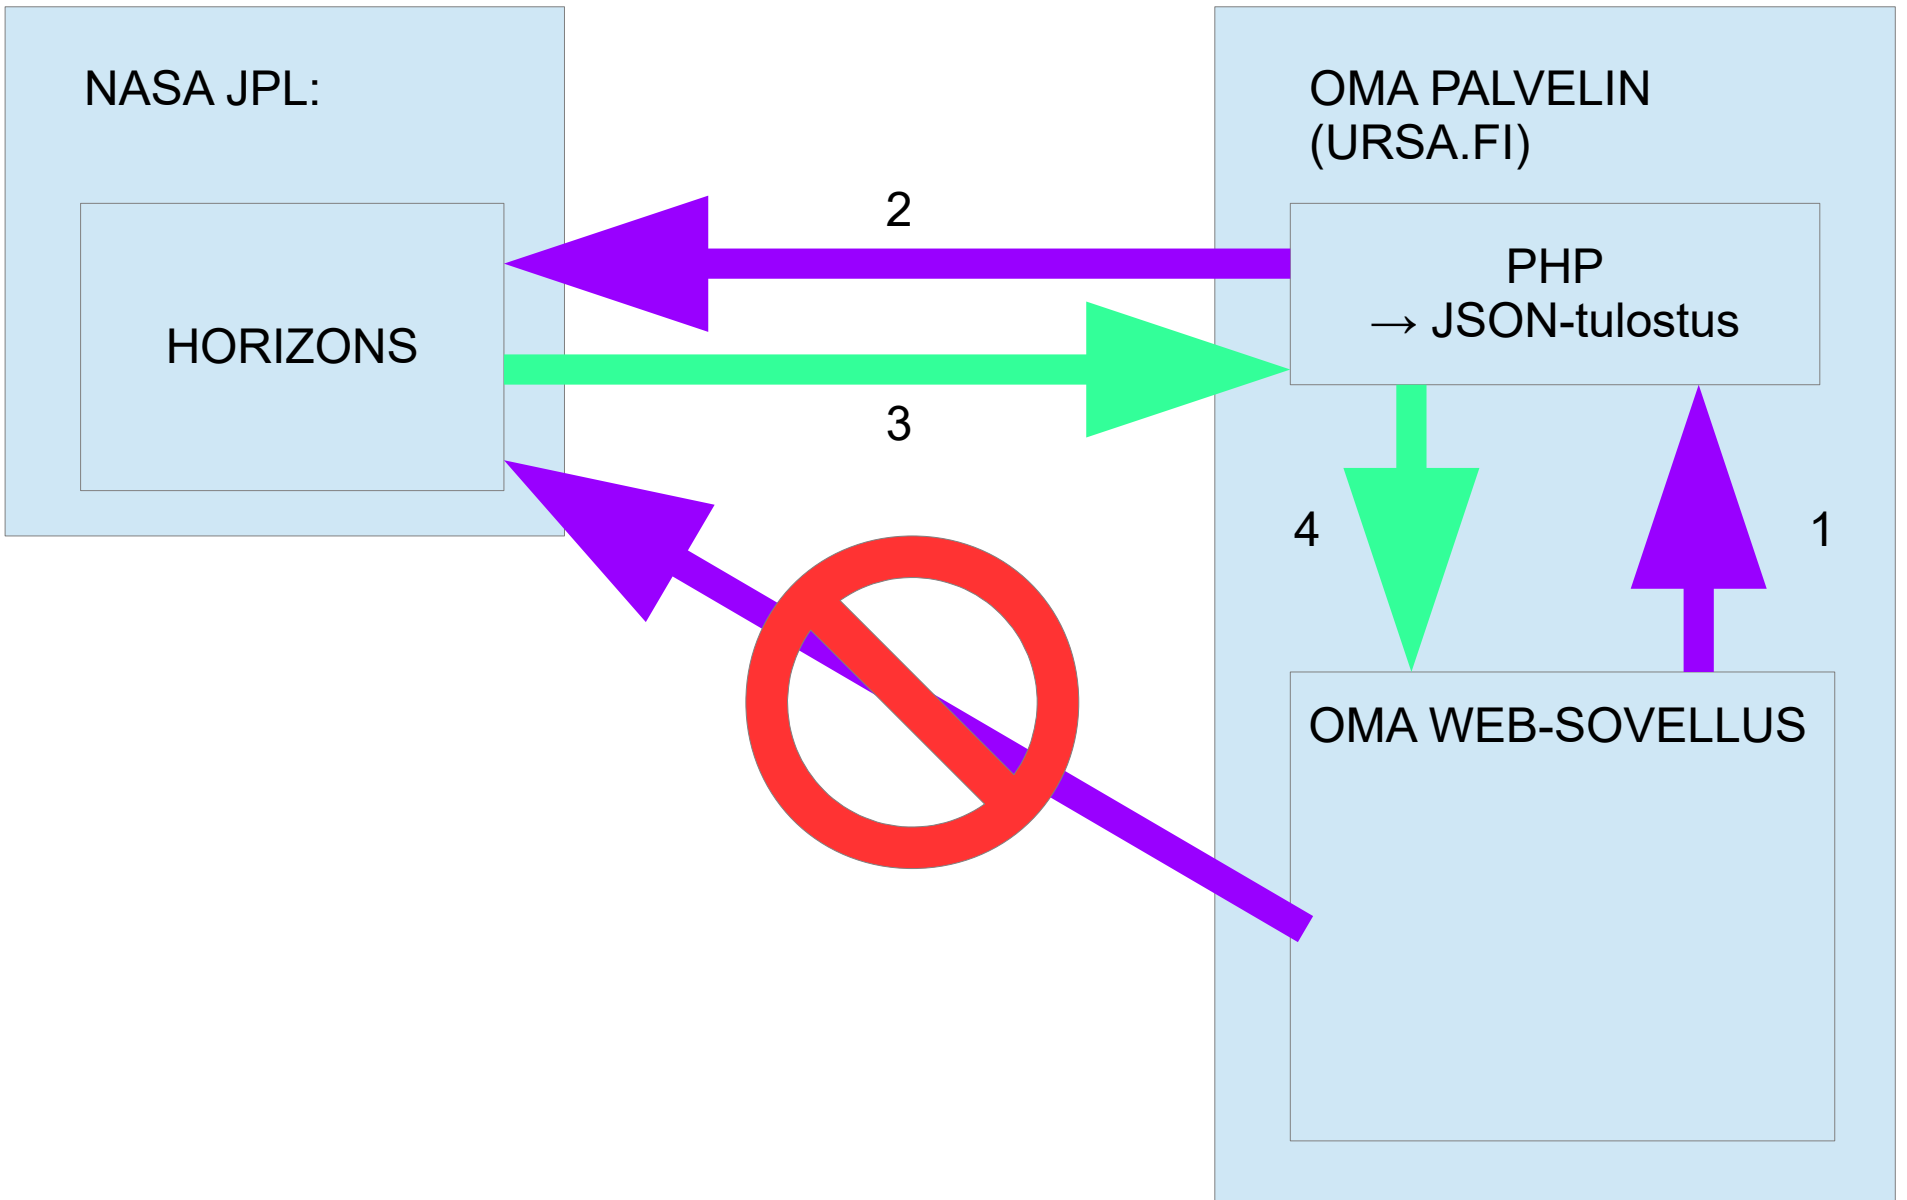 NASA JPL:
HORIZONS
2
3
OMA PALVELIN
(URSA.FI)
PHP
→ JSON-tulostus
4
1
OMA WEB-SOVELLUS